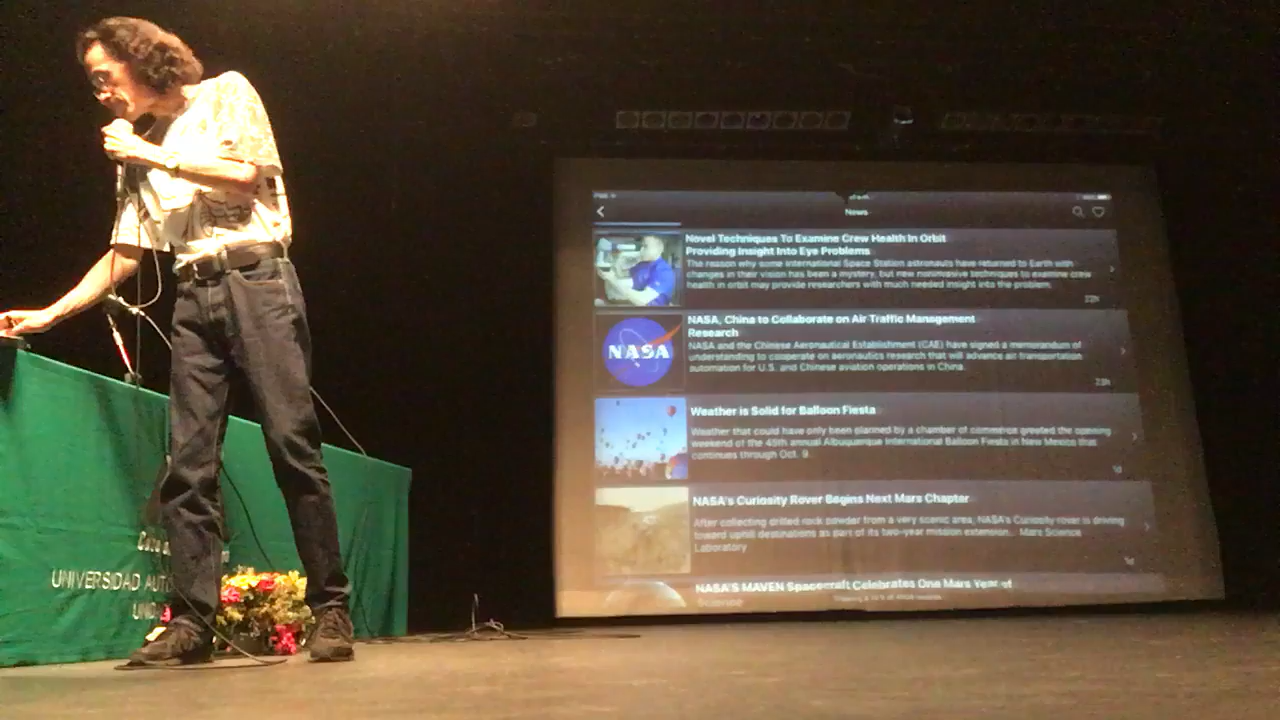 News
Novel Techniques To Examine Crew Health In Orbit
Providing Insight Into Eye Problems
The reason why some International Space Station astronauts have returned to Earth with
changes in their vision has been a mystery, but new noninvasive techniques to examine crew
health in orbit may provide researchers with much needed insight into the problem.
22h
NASA
NASA, China to Collaborate on Air Traffic Management
Research
NASA and the Chinese Aeronautical Establishment (CAE) have signed a memorandum of
understanding to cooperate on aeronautics research that will advance air transportation
automation for U.S. and Chinese aviation operations in China.
23h
Weather is Solid for Balloon Fiesta
Weather that could have only been planned by a chamber of commerce greeted the opening
weekend of the 45th annual Albuquerque International Balloon Fiesta in New Mexico that
continues through Oct. 9.
1d
NASA's Curiosity Rover Begins Next Mars Chapter
After collecting drilled rock powder from a very scenic area, NASA's Curiosity rover is driving
toward uphill destinations as part of its two-year mission extension... Mars Science
Laboratory
1d
NASA'S MAVEN Spacecraft Celebrates One Mars Year of
Science
UNIVERSIDAD